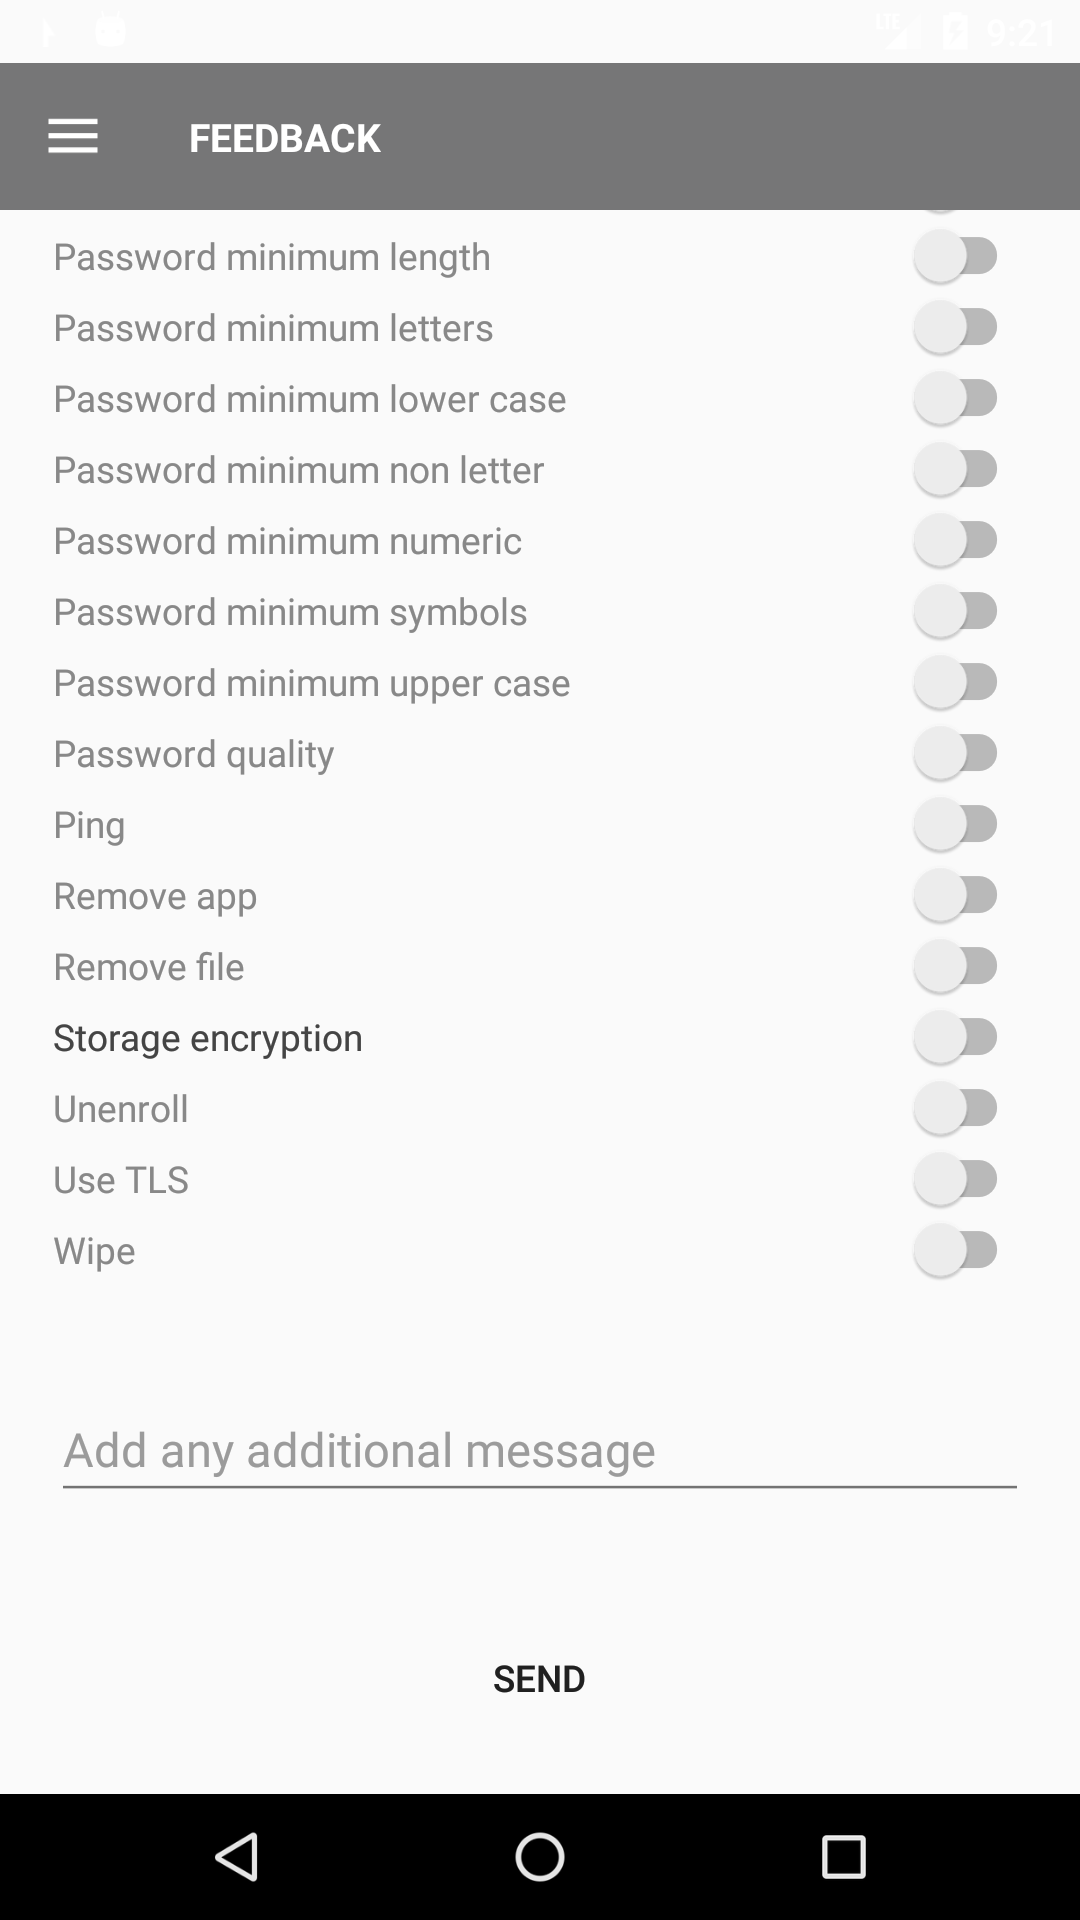 LTE 9:21
FEEDBACK
Password minimum length
Password minimum letters
Password minimum lower case
Password minimum non letter
Password minimum numeric
Password minimum symbols
Password minimum upper case
Password quality
Ping
Remove app
Remove file
Storage encryption
Unenroll
Use TLS
Wipe
Add any additional message
SEND